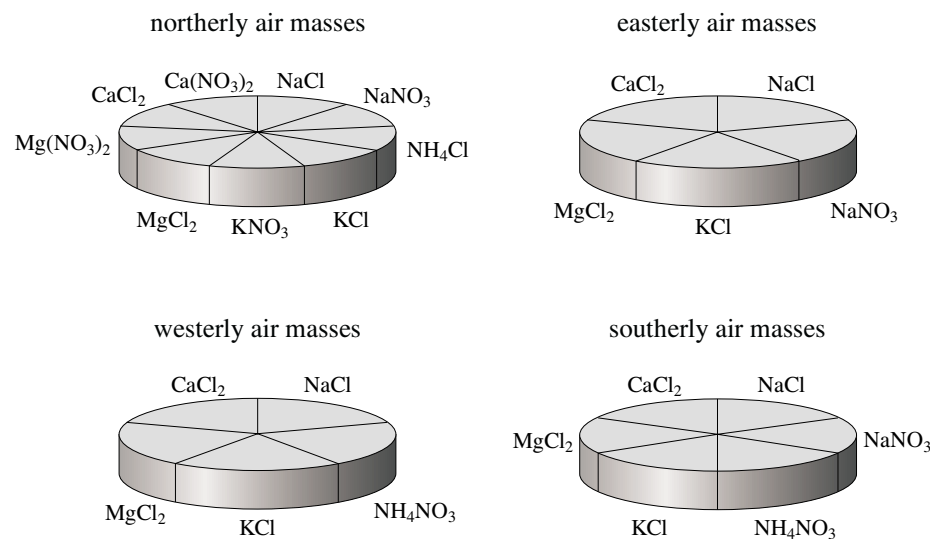 northerly air masses
Ca(NO₃)₂ NaCl
CaCl₂ NaNO₃
Mg(NO₃)₂ NH₄Cl
MgCl₂ KNO₃ KCl
easterly air masses
CaCl₂ NaCl
MgCl₂ KCl NaNO₃
westerly air masses
CaCl₂ NaCl
MgCl₂ KCl NH₄NO₃
southerly air masses
CaCl₂ NaCl
MgCl₂ NaNO₃
KCl NH₄NO₃